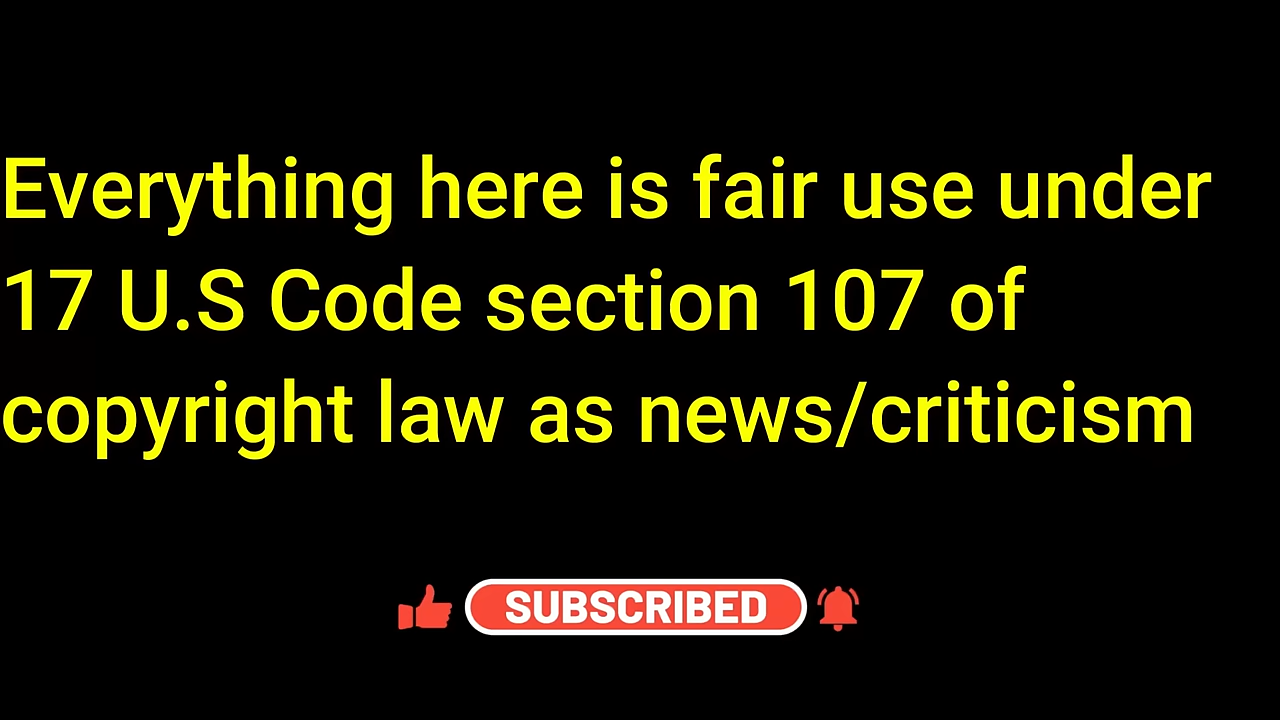 Everything here is fair use under
17 U.S Code section 107 of
copyright law as news/criticism
SUBSCRIBED